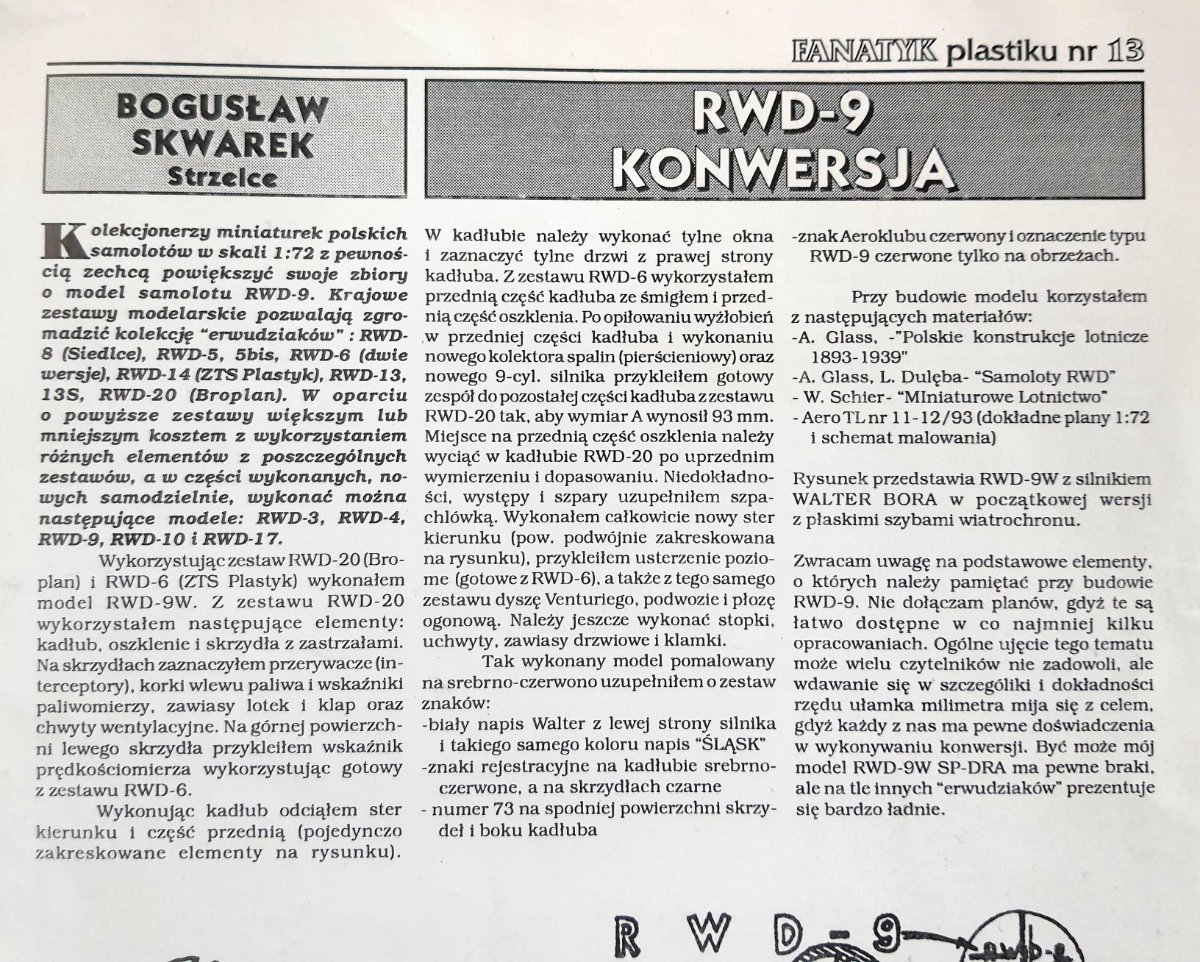 FANATYK plastiku nr 13
BOGUSŁAW
SKWAREK
Strzelce
RWD-9
KONWERSJA
Kolekcjonerzy miniaturek polskich
samolotów w skali 1:72 z pewnoś-
cią zechcą powiększyć swoje zbiory
o model samolotu RWD-9. Krajowe
zestawy modelarskie pozwalają zgro-
madzić kolekcję “erwudziaków” : RWD-
8 (Siedlce), RWD-5, 5bis, RWD-6 (dwie
wersje), RWD-14 (ZTS Plastyk), RWD-13,
13S, RWD-20 (Broplan). W oparciu
o powyższe zestawy większym lub
mniejszym kosztem z wykorzystaniem
różnych elementów z poszczególnych
zestawów, a w części wykonanych, no-
wych samodzielnie, wykonać można
następujące modele: RWD-3, RWD-4,
RWD-9, RWD-10 i RWD-17.
Wykorzystując zestaw RWD-20 (Bro-
plan) i RWD-6 (ZTS Plastyk) wykonałem
model RWD-9W. Z zestawu RWD-20
wykorzystałem następujące elementy:
kadłub, oszklenie i skrzydła z zastrzałami.
Na skrzydłach zaznaczyłem przerywacze (in-
terceptory), korki wlewu paliwa i wskaźniki
paliwomierzy, zawiasy lotek i klap oraz
chwyty wentylacyjne. Na górnej powierzch-
ni lewego skrzydła przykleiłem wskaźnik
prędkościomierza wykorzystując gotowy
z zestawu RWD-6.
Wykonując kadłub odciąłem ster
kierunku i część przednią (pojedynczo
zakreskowane elementy na rysunku).
W kadłubie należy wykonać tylne okna
i zaznaczyć tylne drzwi z prawej strony
kadłuba. Z zestawu RWD-6 wykorzystałem
przednią część kadłuba ze śmigłem i przed-
nią część oszklenia. Po opiłowaniu wyżłobień
w przedniej części kadłuba i wykonaniu
nowego kolektora spalin (pierścieniowy) oraz
nowego 9-cyl. silnika przykleiłem gotowy
zespół do pozostałej części kadłuba z zestawu
RWD-20 tak, aby wymiar A wynosił 93 mm.
Miejsce na przednią część oszklenia należy
wyciąć w kadłubie RWD-20 po uprzednim
wymierzeniu i dopasowaniu. Niedokładno-
ści, występy i szpary uzupełniłem szpa-
chlówką. Wykonałem całkowicie nowy ster
kierunku (pow. podwójnie zakreskowana
na rysunku), przykleiłem usterzenie pozio-
me (gotowe z RWD-6), a także z tego samego
zestawu dyszę Venturiego, podwozie i płozę
ogonową. Należy jeszcze wykonać stopki,
uchwyty, zawiasy drzwiowe i klamki.
Tak wykonany model pomalowany
na srebrno-czerwono uzupełniłem o zestaw
znaków:
-biały napis Walter z lewej strony silnika
i takiego samego koloru napis “ŚLĄSK”
-znaki rejestracyjne na kadłubie srebrno-
czerwone, a na skrzydłach czarne
- numer 73 na spodniej powierzchni skrzy-
deł i boku kadłuba
-znak Aeroklubu czerwony i oznaczenie typu
RWD-9 czerwone tylko na obrzeżach.
Przy budowie modelu korzystałem
z następujących materiałów:
-A. Glass, -"Polskie konstrukcje lotnicze
1893-1939"
-A. Glass, L. Dulęba- “Samoloty RWD”
- W. Schier- “MIniaturowe Lotnictwo”
- Aero TL nr 11-12/93 (dokładne plany 1:72
i schemat malowania)
Rysunek przedstawia RWD-9W z silnikiem
WALTER BORA w początkowej wersji
z płaskimi szybami wiatrochronu.
Zwracam uwagę na podstawowe elementy,
o których należy pamiętać przy budowie
RWD-9. Nie dołączam planów, gdyż te są
łatwo dostępne w co najmniej kilku
opracowaniach. Ogólne ujęcie tego tematu
może wielu czytelników nie zadowoli, ale
wdawanie się w szczególiki i dokładności
rzędu ułamka milimetra mija się z celem,
gdyż każdy z nas ma pewne doświadczenia
w wykonywaniu konwersji. Być może mój
model RWD-9W SP-DRA ma pewne braki,
ale na tle innych “erwudziaków” prezentuje
się bardzo ładnie.
RWD-9